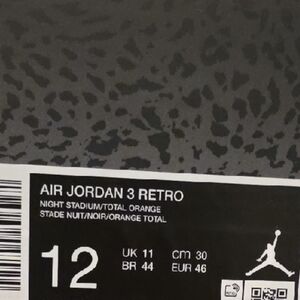 AIR JORDAN 3 RETRO
NIGHT STADIUM/TOTAL ORANGE
STADE NUIT/NOIR/ORANGE TOTAL
12
UK 11 CM 30
BR 44 EUR 46